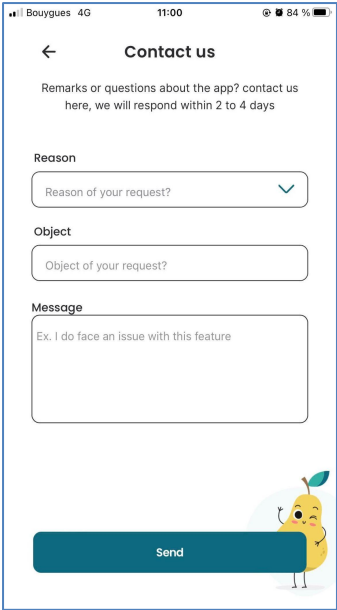 Bouygues 4G 11:00 84 %
Contact us
Remarks or questions about the app? contact us
here, we will respond within 2 to 4 days
Reason
Reason of your request?
Object
Object of your request?
Message
Ex. I do face an issue with this feature
Send